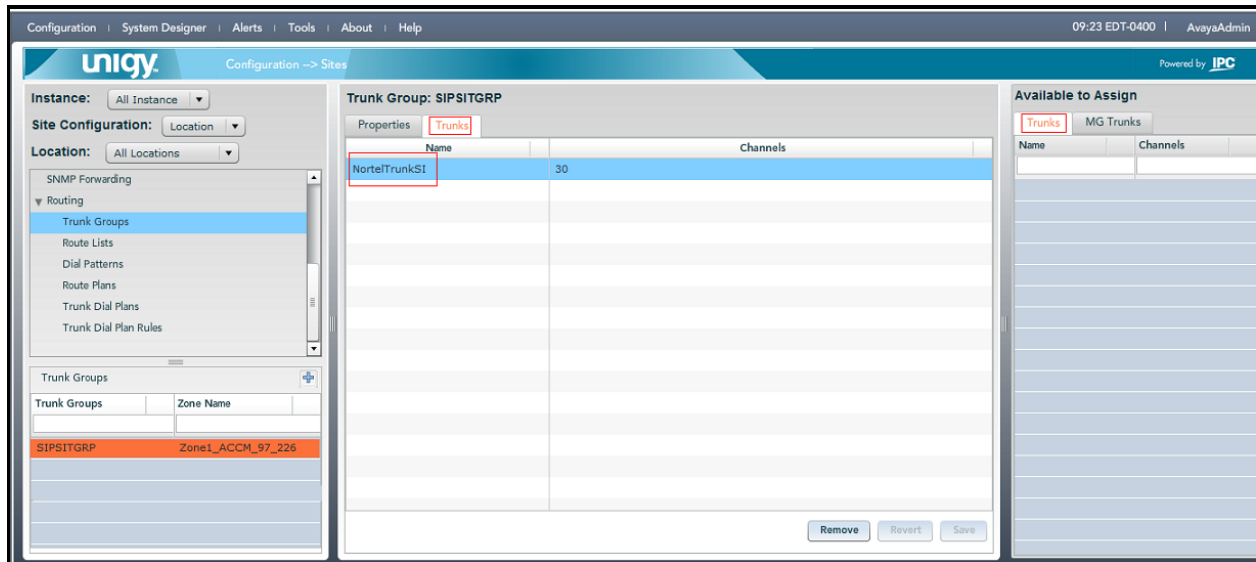 Configuration | System Designer | Alerts | Tools | About | Help 09:23 EDT-0400 | AvayaAdmin
unigy. Configuration --> Sites Powered by IPC
Instance: All Instance
Site Configuration: Location
Location: All Locations
SNMP Forwarding
Routing
Trunk Groups
Route Lists
Dial Patterns
Route Plans
Trunk Dial Plans
Trunk Dial Plan Rules
Trunk Groups
Trunk Groups Zone Name
SIPSITGRP Zone1_ACCM_97_226
Trunk Group: SIPSITGRP
Properties Trunks
Name Channels
NortelTrunkSI 30
Remove Revert Save
Available to Assign
Trunks MG Trunks
Name Channels